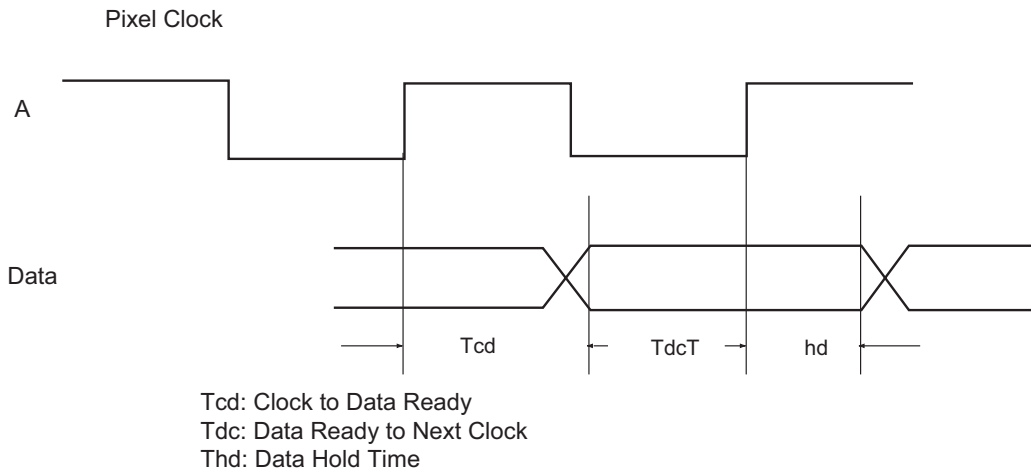 Pixel Clock
A
Data
Tcd TdcT hd
Tcd: Clock to Data Ready
Tdc: Data Ready to Next Clock
Thd: Data Hold Time